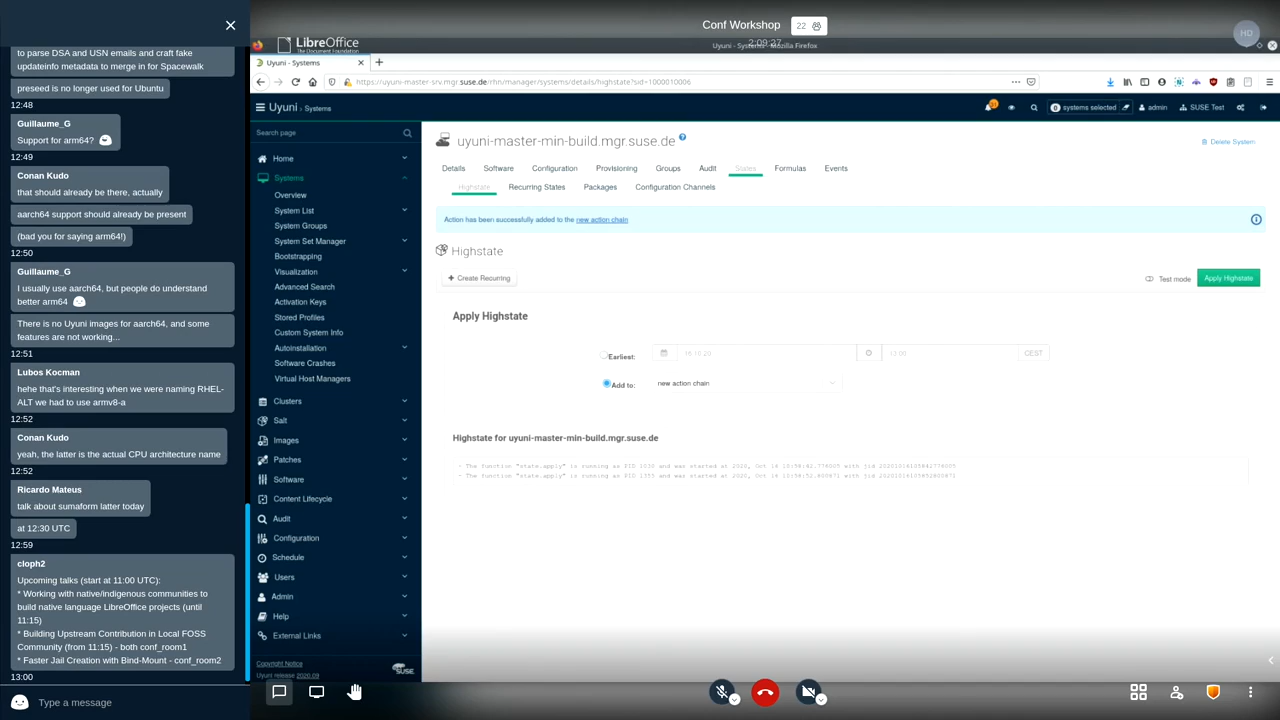 to parse DSA and USN emails and craft fake
updateinfo metadata to merge in for Spacewalk
preseed is no longer used for Ubuntu
12:48
Guillaume_G
Support for arm64?
12:49
Conan Kudo
that should already be there, actually
aarch64 support should already be present
(bad you for saying arm64!)
12:50
Guillaume_G
I usually use aarch64, but people do understand
better arm64
There is no Uyuni images for aarch64, and some
features are not working...
12:51
Lubos Kocman
hehe that's interesting when we were naming RHEL-
ALT we had to use armv8-a
12:52
Conan Kudo
yeah, the latter is the actual CPU architecture name
12:52
Ricardo Mateus
talk about sumaform latter today
at 12:30 UTC
12:59
cloph2
Upcoming talks (start at 11:00 UTC):
* Working with native/indigenous communities to
build native language LibreOffice projects (until
11:15)
* Building Upstream Contribution in Local FOSS
Community (from 11:15) - both conf_room1
* Faster Jail Creation with Bind-Mount - conf_room2
13:00
Type a message
Conf Workshop
22
2:09:27
HD
LibreOffice
The Document Foundation
Uyuni - Systems - Mozilla Firefox
Uyuni - Systems
https://uyuni-master-srv.mgr.suse.de/rhn/manager/systems/details/highstate?sid=1000010006
Uyuni › Systems
0 systems selected
admin
SUSE Test
Search page
Home
Systems
Overview
System List
System Groups
System Set Manager
Bootstrapping
Visualization
Advanced Search
Activation Keys
Stored Profiles
Custom System Info
Autoinstallation
Software Crashes
Virtual Host Managers
Clusters
Salt
Images
Patches
Software
Content Lifecycle
Audit
Configuration
Schedule
Users
Admin
Help
External Links
Copyright Notice
Uyuni release 2020.09
SUSE
uyuni-master-min-build.mgr.suse.de
Delete System
Details Software Configuration Provisioning Groups Audit States Formulas Events
Highstate Recurring States Packages Configuration Channels
Action has been successfully added to the new action chain
Highstate
Create Recurring
Test mode
Apply Highstate
Apply Highstate
Earliest:
CEST
Add to:
new action chain
Highstate for uyuni-master-min-build.mgr.suse.de